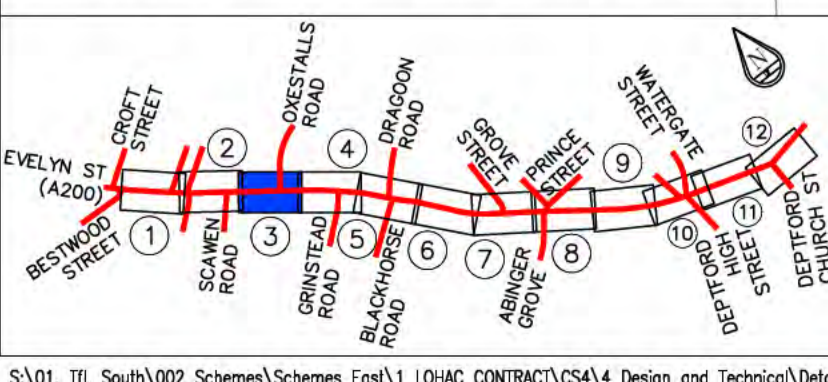 EVELYN ST
(A200)
CROFT
STREET
BESTWOOD
STREET
1
2
SCAWEN
ROAD
3
OXESTALLS
ROAD
4
GRINSTEAD
ROAD
5
DRAGOON
ROAD
BLACKHORSE
ROAD
6
GROVE
STREET
7
PRINCE
STREET
ABINGER
GROVE
8
9
WATERGATE
STREET
10
DEPTFORD
HIGH
STREET
11
12
DEPTFORD
CHURCH ST
N
S:\01. TfL South\002 Schemes\Schemes East\1 LOHAC CONTRACT\CS4\4 Design and Technical\Deta